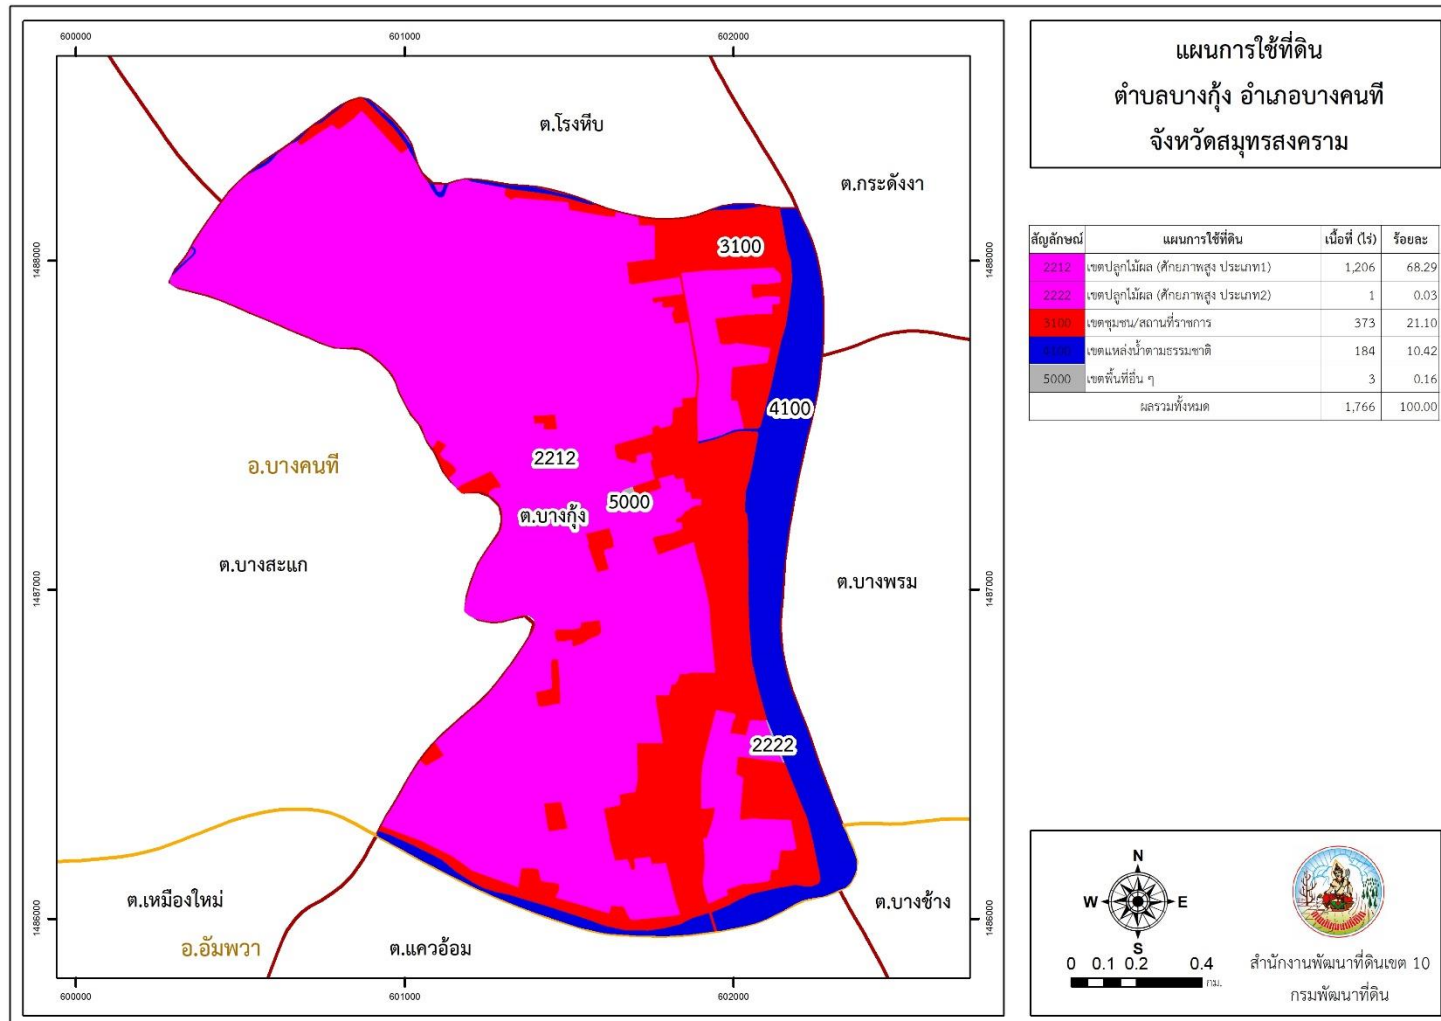 แผนการใช้ที่ดิน
ตำบลบางกุ้ง อำเภอบางคนที
จังหวัดสมุทรสงคราม
600000
601000
602000
1488000
1487000
1486000
1488000
1487000
1486000
600000
601000
602000
ต.โรงหีบ
ต.กระดังงา
3100
4100
2212
อ.บางคนที
5000
ต.บางกุ้ง
ต.บางสะแก
ต.บางพรม
2222
ต.เหมืองใหม่
ต.บางช้าง
อ.อัมพวา
ต.แควอ้อม
สัญลักษณ์ แผนการใช้ที่ดิน เนื้อที่ (ไร่) ร้อยละ
2212 เขตปลูกไม้ผล (ศักยภาพสูง ประเภท1) 1,206 68.29
2222 เขตปลูกไม้ผล (ศักยภาพสูง ประเภท2) 1 0.03
3100 เขตชุมชน/สถานที่ราชการ 373 21.10
4100 เขตแหล่งน้ำตามธรรมชาติ 184 10.42
5000 เขตพื้นที่อื่น ๆ 3 0.16
ผลรวมทั้งหมด 1,766 100.00
N
W E
S
0 0.1 0.2 0.4
กม.
สำนักงานพัฒนาที่ดินเขต 10
กรมพัฒนาที่ดิน